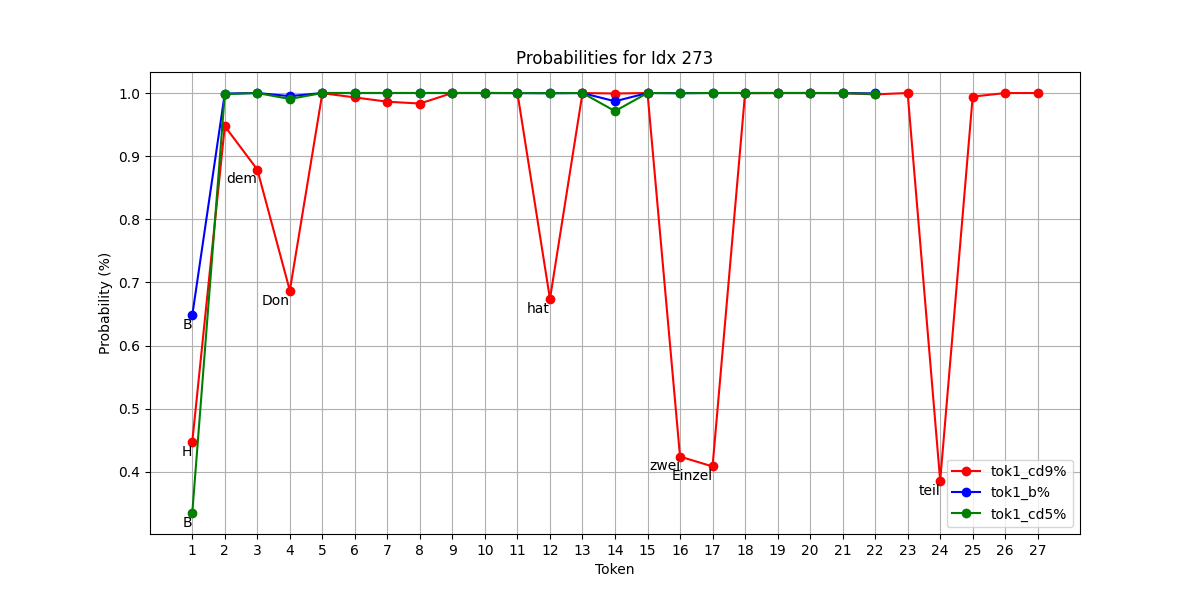 Probabilities for Idx 273
Probability (%)
1.0
0.9
0.8
0.7
0.6
0.5
0.4
dem
Don
B
hat
H
zwei
Einzel
teil
B
tok1_cd9%
tok1_b%
tok1_cd5%
1 2 3 4 5 6 7 8 9 10 11 12 13 14 15 16 17 18 19 20 21 22 23 24 25 26 27
Token